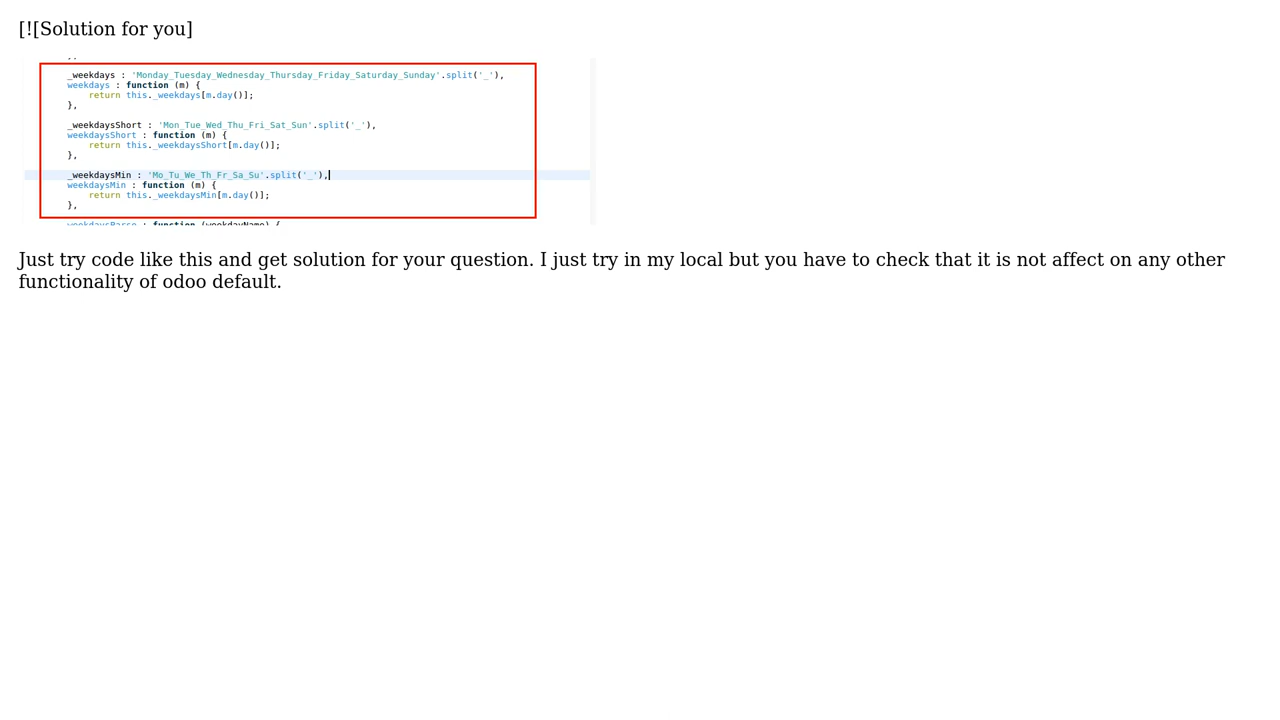 [![Solution for you]
},
_weekdays : 'Monday_Tuesday_Wednesday_Thursday_Friday_Saturday_Sunday'.split('_'),
weekdays : function (m) {
return this._weekdays[m.day()];
},
_weekdaysShort : 'Mon_Tue_Wed_Thu_Fri_Sat_Sun'.split('_'),
weekdaysShort : function (m) {
return this._weekdaysShort[m.day()];
},
_weekdaysMin : 'Mo_Tu_We_Th_Fr_Sa_Su'.split('_'),
weekdaysMin : function (m) {
return this._weekdaysMin[m.day()];
},
weekdaysParse : function (weekdayName) {
Just try code like this and get solution for your question. I just try in my local but you have to check that it is not affect on any other
functionality of odoo default.